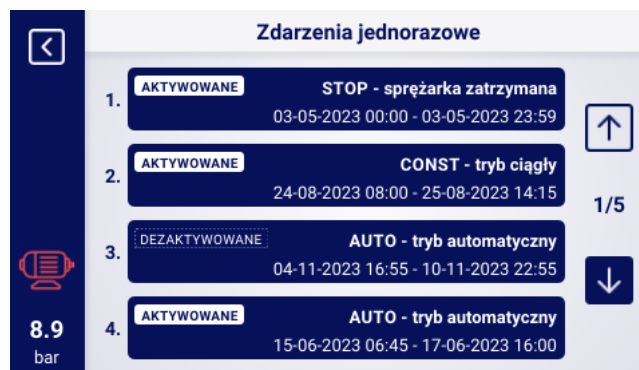 Zdarzenia jednorazowe
1.
AKTYWOWANE
STOP - sprężarka zatrzymana
03-05-2023 00:00 - 03-05-2023 23:59
2.
AKTYWOWANE
CONST - tryb ciągły
24-08-2023 08:00 - 25-08-2023 14:15
3.
DEZAKTYWOWANE
AUTO - tryb automatyczny
04-11-2023 16:55 - 10-11-2023 22:55
4.
AKTYWOWANE
AUTO - tryb automatyczny
15-06-2023 06:45 - 17-06-2023 16:00
1/5
8.9
bar